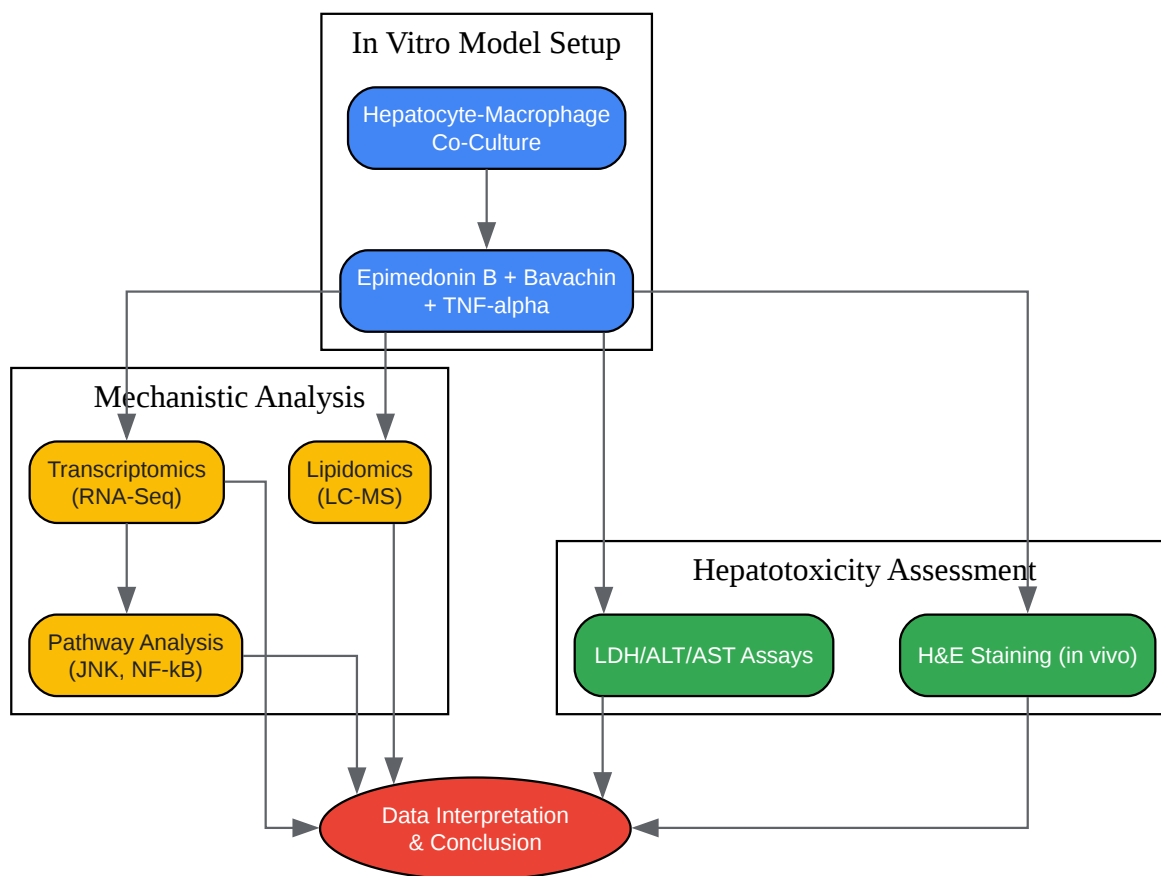 In Vitro Model Setup
Hepatocyte-Macrophage
Co-Culture
Epimedonin B + Bavachin
+ TNF-alpha
Mechanistic Analysis
Transcriptomics
(RNA-Seq)
Lipidomics
(LC-MS)
Pathway Analysis
(JNK, NF-kB)
Hepatotoxicity Assessment
LDH/ALT/AST Assays
H&E Staining (in vivo)
Data Interpretation
& Conclusion